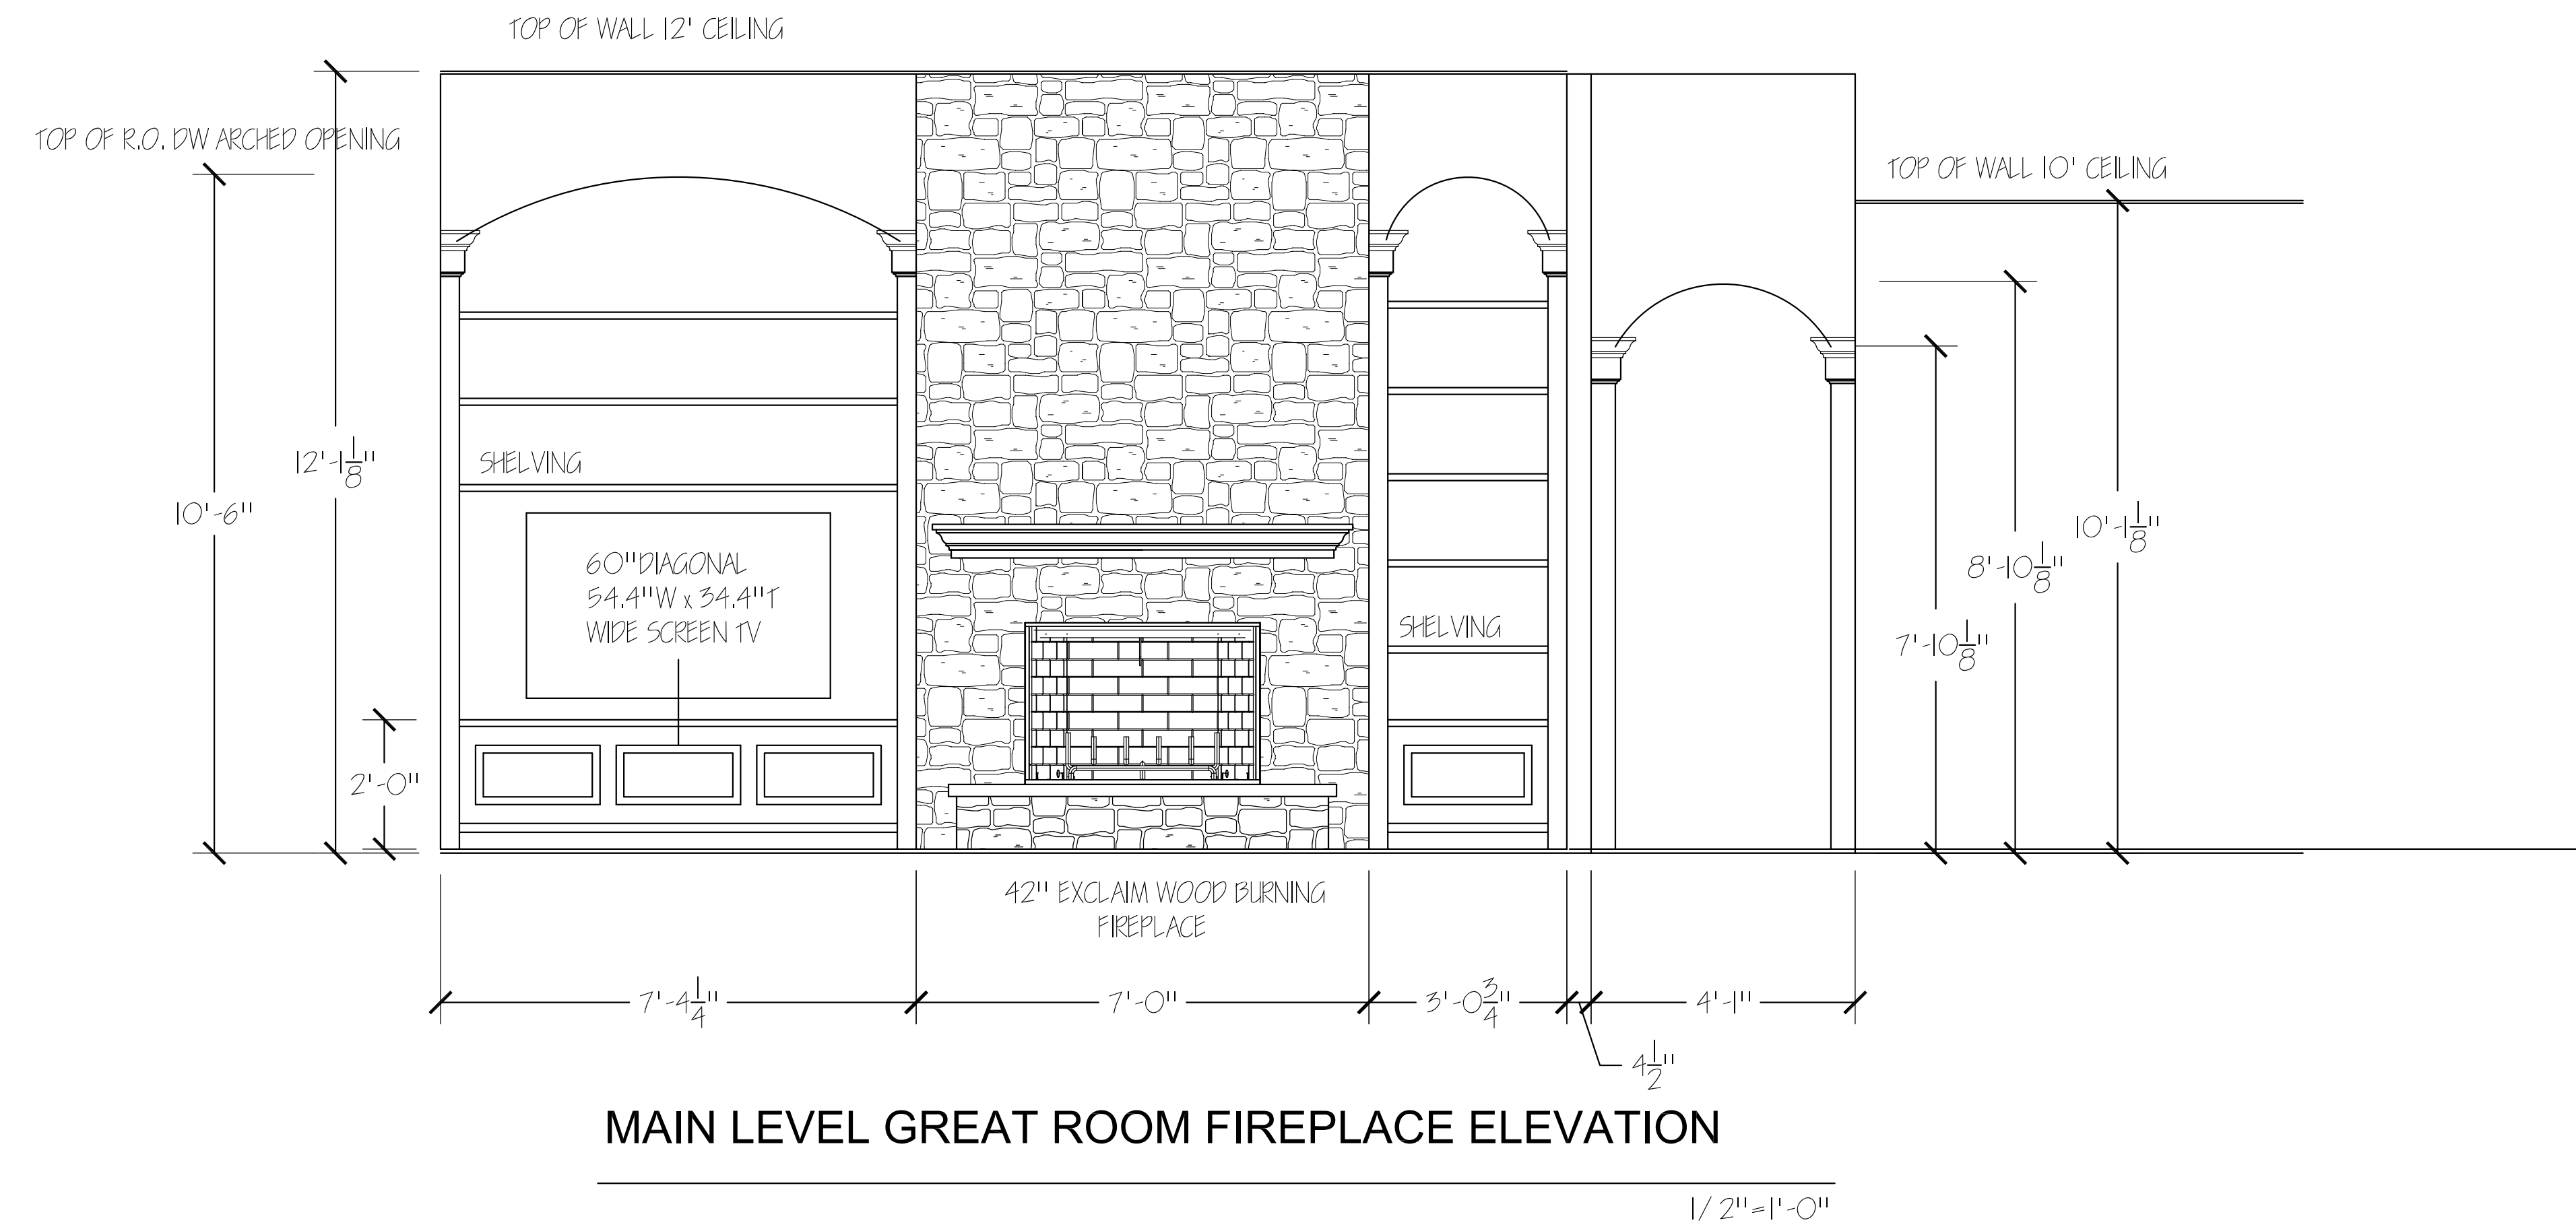 TOP OF WALL 12' CEILING
TOP OF R.O. DW ARCHED OPENING
TOP OF WALL 10' CEILING
12'-1 1/8"
10'-6"
SHELVING
60" DIAGONAL
54.4"W x 34.4"T
WIDE SCREEN TV
SHELVING
10'-1 1/8"
8'-10 1/8"
7'-10 1/8"
2'-0"
42" EXCLAIM WOOD BURNING
FIREPLACE
7'-4 1/4"
7'-0"
3'-0 3/4"
4'-1"
4 1/2"
MAIN LEVEL GREAT ROOM FIREPLACE ELEVATION
1/2"=1'-0"